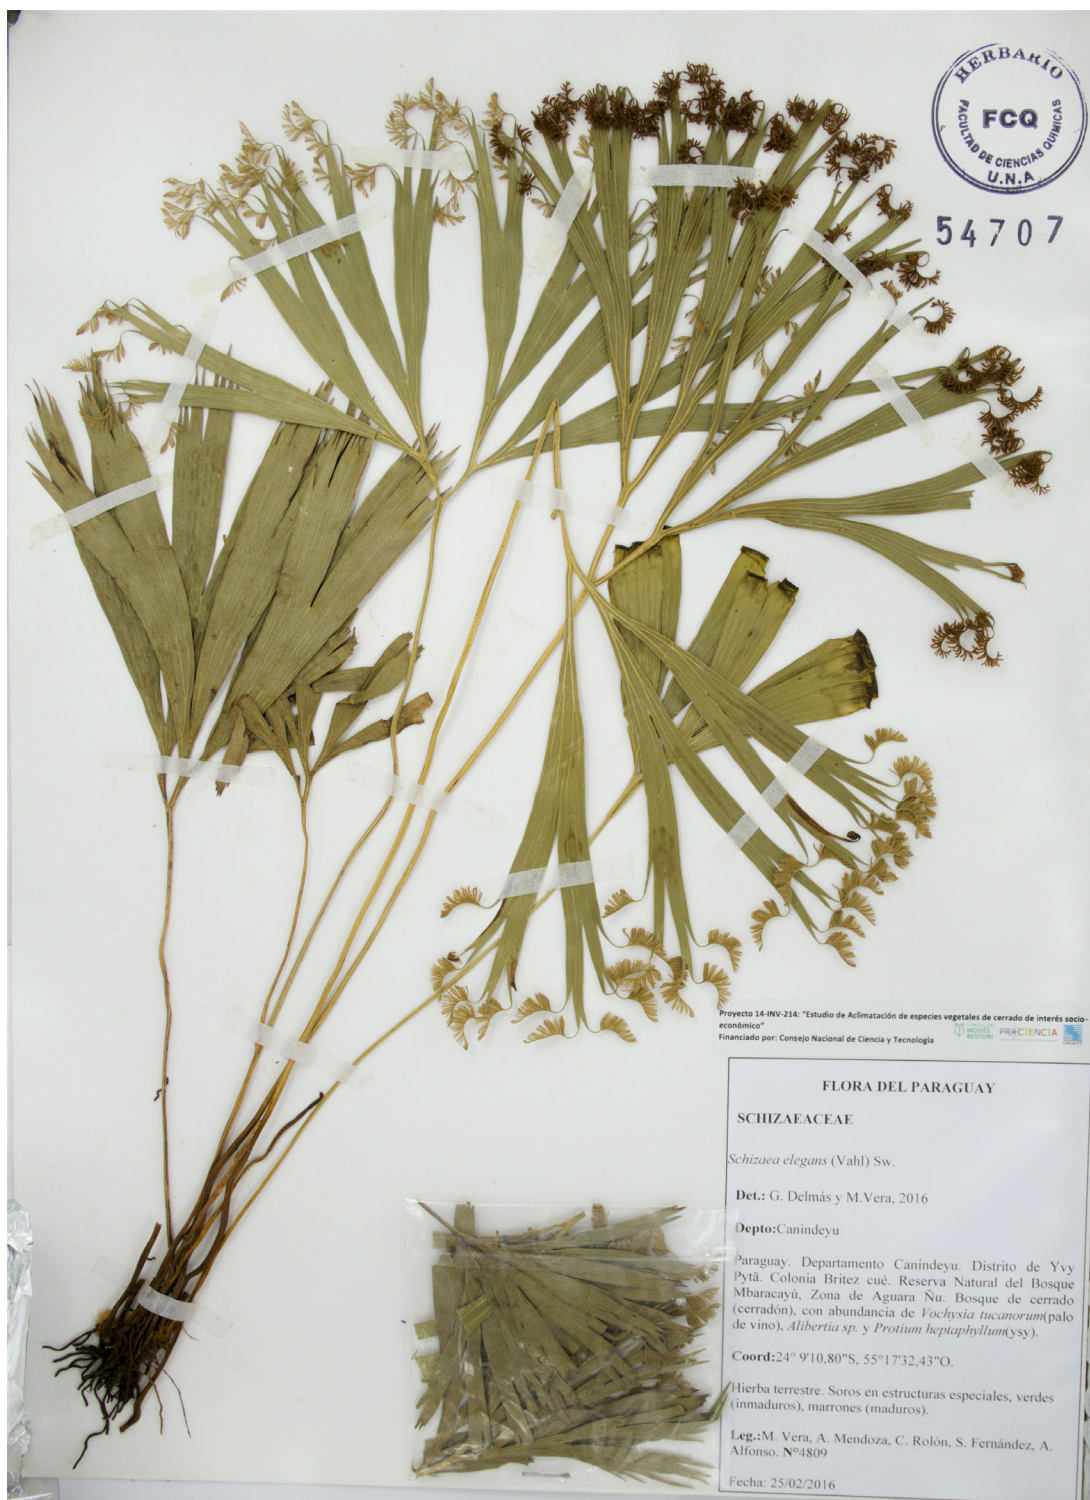 HERBARIO
FCQ
FACULTAD DE CIENCIAS QUIMICAS
U.N.A
54707
Proyecto 14-INV-214: "Estudio de Aclimatación de especies vegetales de cerrado de interés socio-
económico"
Financiado por: Consejo Nacional de Ciencia y Tecnología
MOISÉS
BERTONI
PROCIENCIA
FLORA DEL PARAGUAY
SCHIZAEACEAE
Schizaea elegans (Vahl) Sw.
Det.: G. Delmás y M.Vera, 2016
Depto:Canindeyu
Paraguay. Departamento Canindeyu. Distrito de Yvy
Pytã. Colonia Britez cué. Reserva Natural del Bosque
Mbaracayú, Zona de Aguara Ñu. Bosque de cerrado
(cerradón), con abundancia de Vochysia tucanorum(palo
de vino), Alibertia sp. y Protium heptaphyllum(ysy).
Coord:24° 9'10,80"S, 55°17'32,43"O.
Hierba terrestre. Soros en estructuras especiales, verdes
(inmaduros), marrones (maduros).
Leg.:M. Vera, A. Mendoza, C. Rolón, S. Fernández, A.
Alfonso. N°4809
Fecha: 25/02/2016